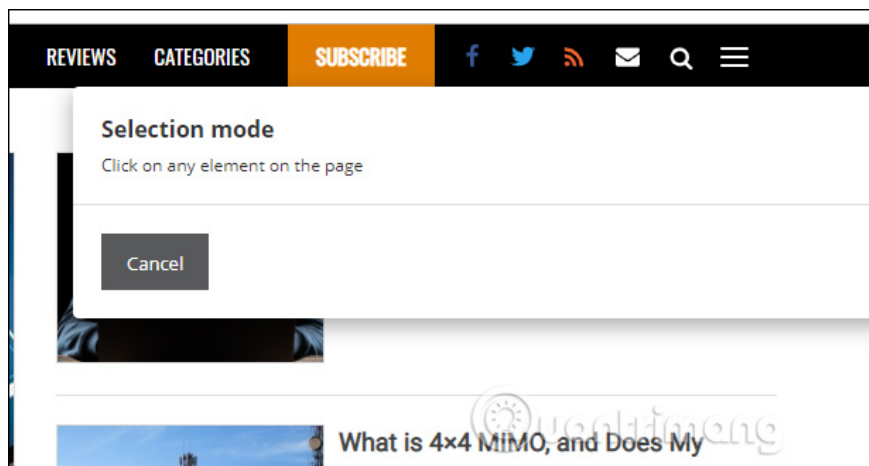 REVIEWS CATEGORIES SUBSCRIBE
Selection mode
Click on any element on the page
Cancel
What is 4×4 MIMO, and Does My
Quantrimang